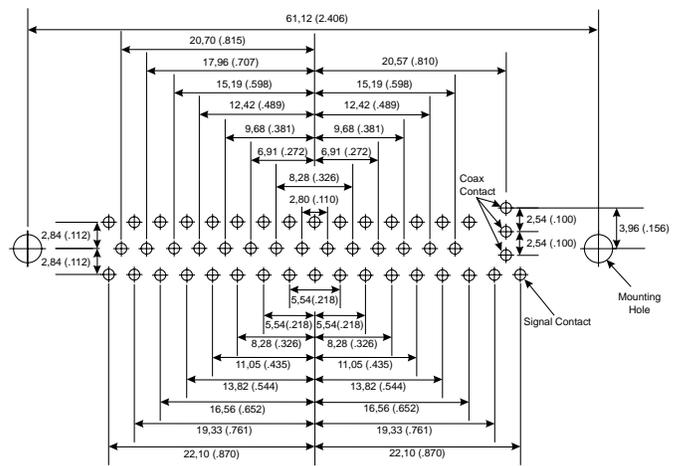 61,12 (2.406)
20,70 (.815)
17,96 (.707) 20,57 (.810)
15,19 (.598) 15,19 (.598)
12,42 (.489) 12,42 (.489)
9,68 (.381) 9,68 (.381)
6,91 (.272) 6,91 (.272)
8,28 (.326)
2,80 (.110)
Coax
Contact
2,54 (.100)
3,96 (.156)
2,84 (.112)
2,54 (.100)
2,84 (.112)
Mounting
Hole
5,54(.218)
Signal Contact
5,54(.218) 5,54(.218)
8,28 (.326) 8,28 (.326)
11,05 (.435) 11,05 (.435)
13,82 (.544) 13,82 (.544)
16,56 (.652) 16,56 (.652)
19,33 (.761) 19,33 (.761)
22,10 (.870) 22,10 (.870)